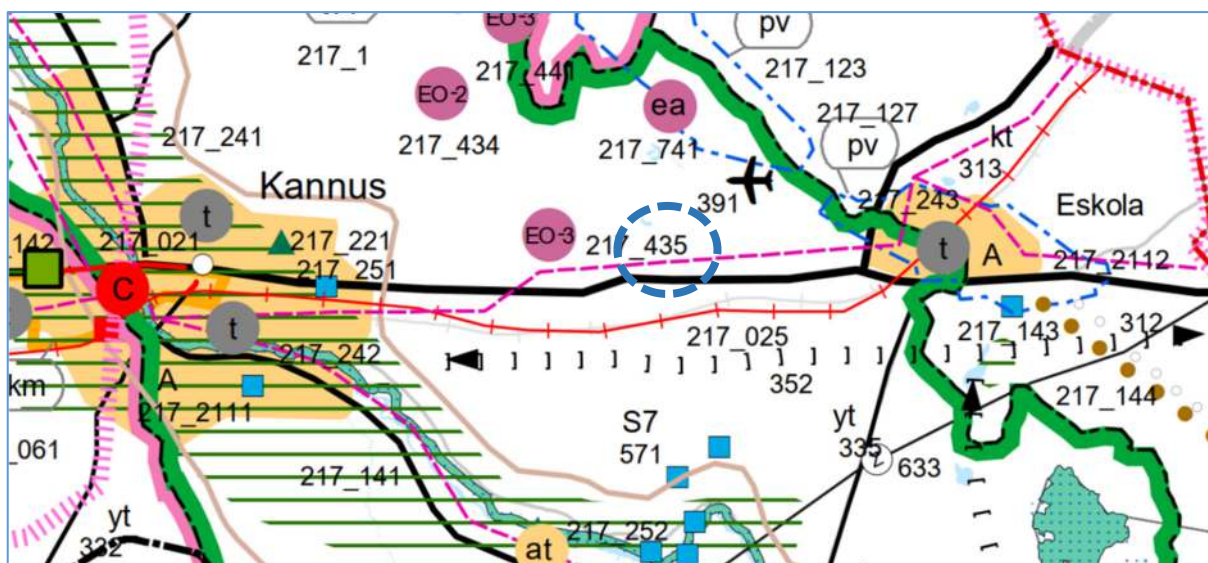 EO-3
pv
217_1
217_441
217_123
EO-2
ea
217_127
217_241
217_434
217_741
pv
kt
313
Kannus
391
217_243
Eskola
t
_142
217_021
217_221
EO-3
217_435
t
A
217_2112
217_251
C
t
217_242
217_025
217_143
312
km
A
352
217_2111
217_144
S7
yt
_061
571
335
Z
633
217_141
yt
332
217_252
at